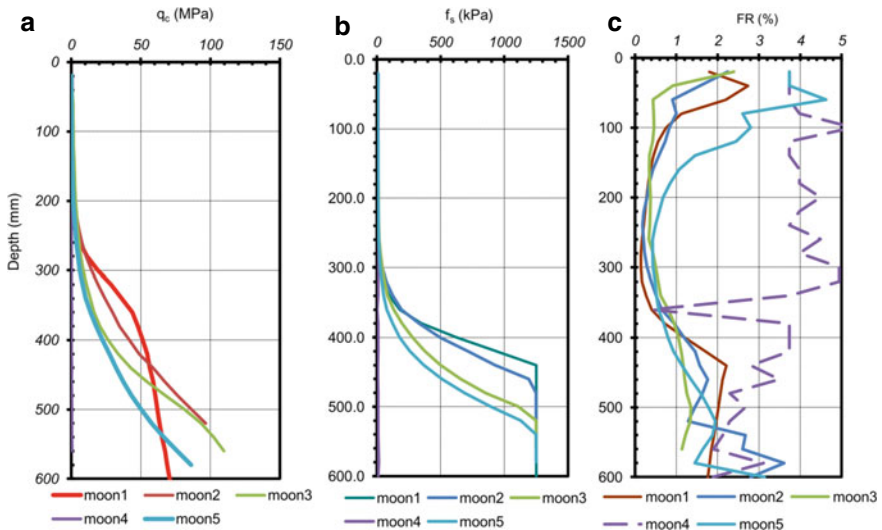 a
qc (MPa)
0 50 100 150
0
100
200
300
400
500
600
Depth (mm)
moon1 moon2 moon3
moon4 moon5
b
fs (kPa)
0 500 1000 1500
0.0
100.0
200.0
300.0
400.0
500.0
600.0
moon1 moon2 moon3
moon4 moon5
c
FR (%)
0 1 2 3 4 5
0
100
200
300
400
500
600
moon1 moon2 moon3
moon4 moon5